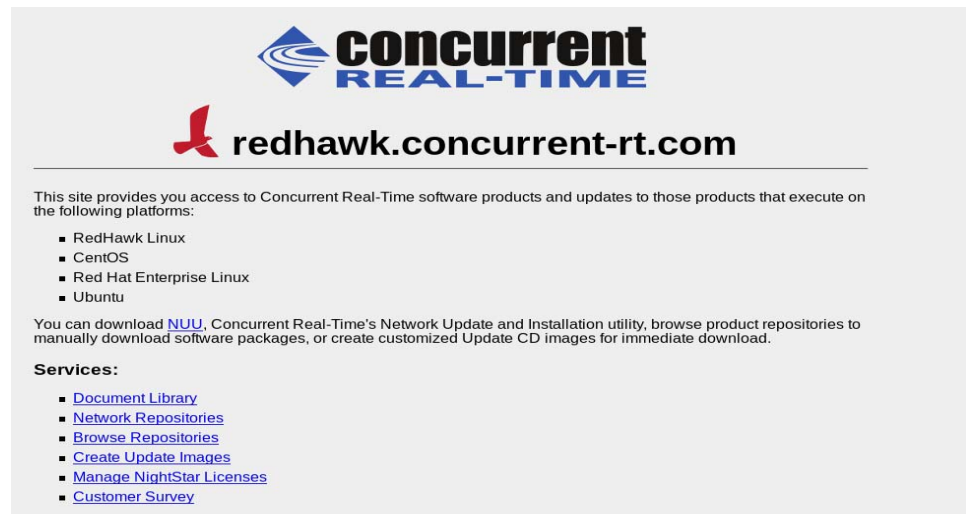 concurrent
REAL-TIME
redhawk.concurrent-rt.com
This site provides you access to Concurrent Real-Time software products and updates to those products that execute on
the following platforms:
RedHawk Linux
CentOS
Red Hat Enterprise Linux
Ubuntu
You can download NUU, Concurrent Real-Time's Network Update and Installation utility, browse product repositories to
manually download software packages, or create customized Update CD images for immediate download.
Services:
Document Library
Network Repositories
Browse Repositories
Create Update Images
Manage NightStar Licenses
Customer Survey